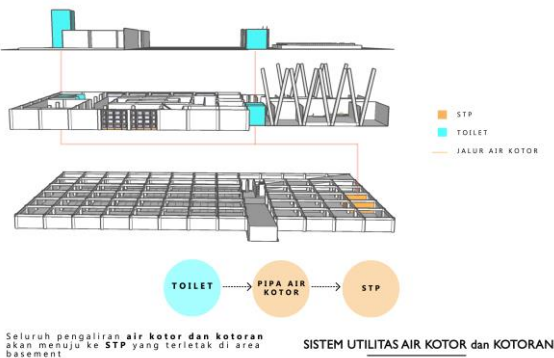 STP
TOILET
JALUR AIR KOTOR
TOILET
PIPA AIR
KOTOR
STP
Seluruh pengaliran air kotor dan kotoran
akan menuju ke STP yang terletak di area
basement
SISTEM UTILITAS AIR KOTOR dan KOTORAN